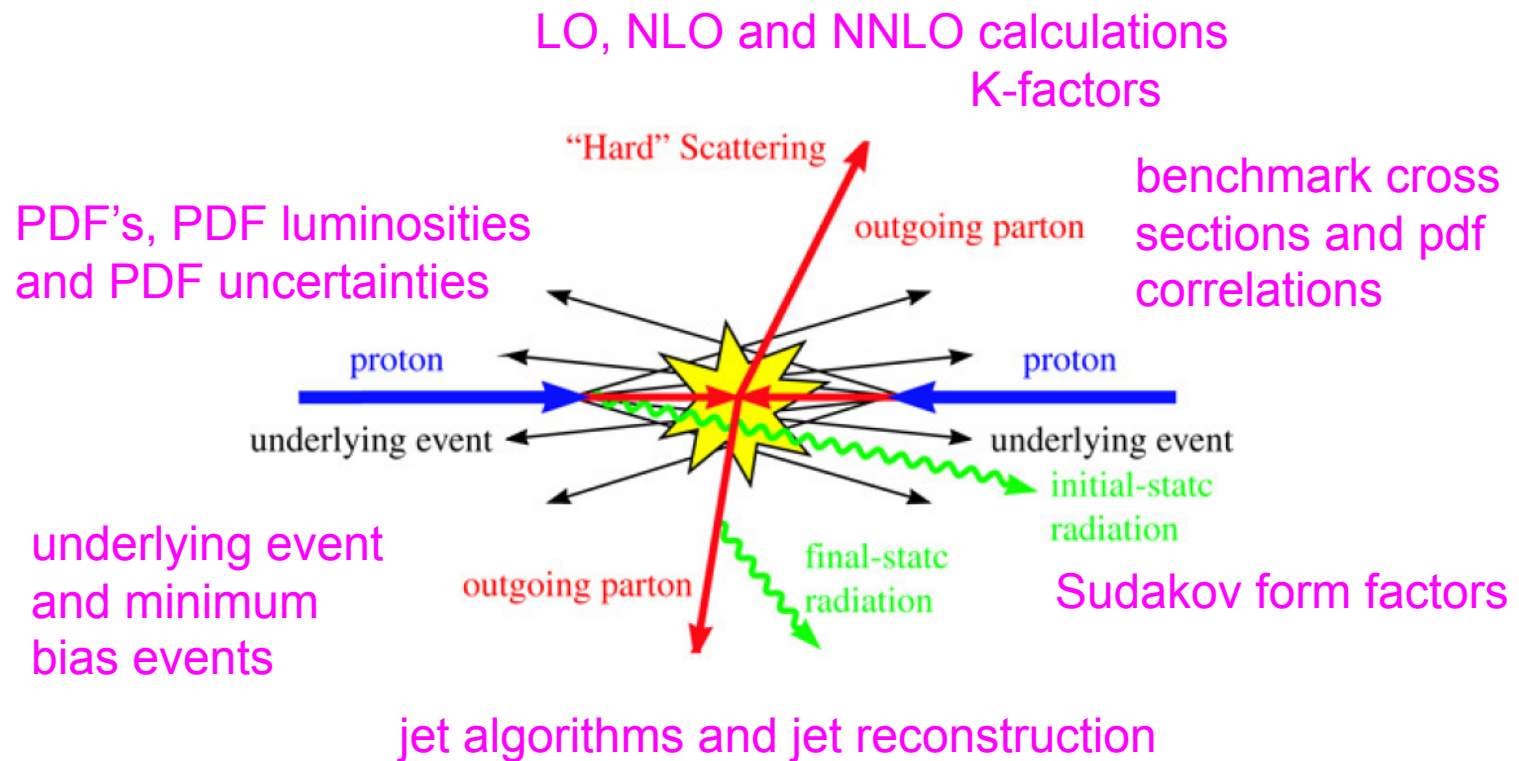 LO, NLO and NNLO calculations
K-factors
“Hard” Scattering
benchmark cross
sections and pdf
correlations
PDF’s, PDF luminosities
and PDF uncertainties
outgoing parton
proton
proton
underlying event
underlying event
initial-statc
radiation
underlying event
and minimum
bias events
outgoing parton
final-statc
radiation
Sudakov form factors
jet algorithms and jet reconstruction